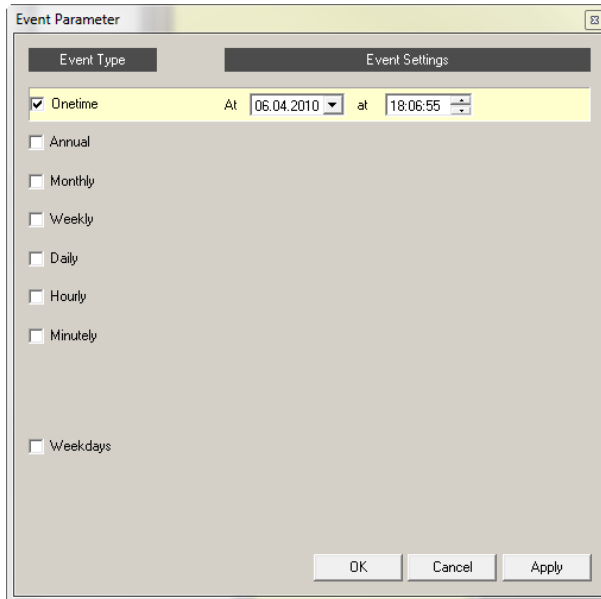 Event Parameter
Event Type Event Settings
Onetime At 06.04.2010 at 18:06:55
Annual
Monthly
Weekly
Daily
Hourly
Minutely
Weekdays
OK Cancel Apply